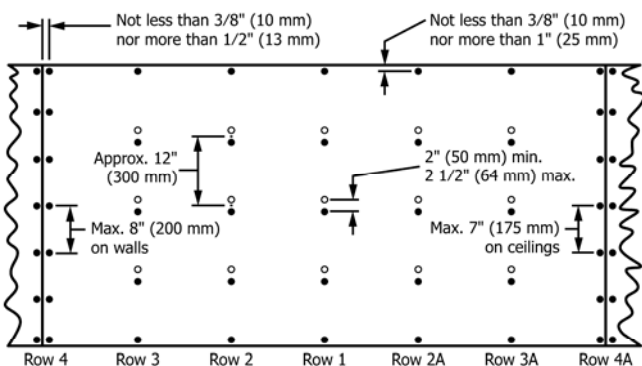 Not less than 3/8" (10 mm)
nor more than 1/2" (13 mm)
Not less than 3/8" (10 mm)
nor more than 1" (25 mm)
Approx. 12"
(300 mm)
2" (50 mm) min.
2 1/2" (64 mm) max.
Max. 8" (200 mm)
on walls
Max. 7" (175 mm)
on ceilings
Row 4 Row 3 Row 2 Row 1 Row 2A Row 3A Row 4A